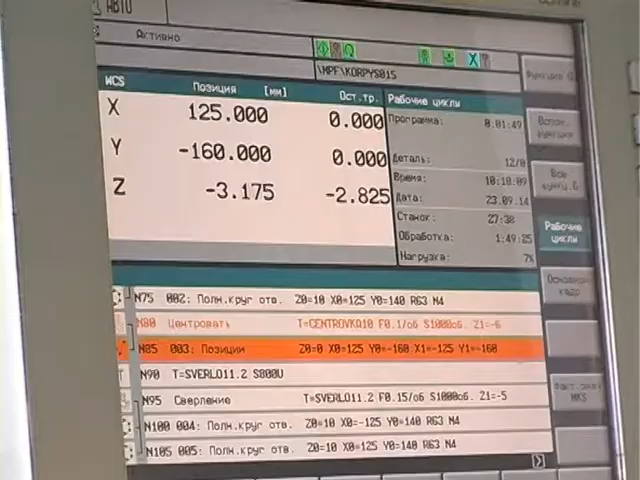 АВТО
Активно
\MPF\KORPYS015
WCS Позиция [мм] Ост.тр.
X 125.000 0.000
Y -160.000 0.000
Z -3.175 -2.825
Рабочие циклы
Программа: 0:01:49
Деталь: 12/0
Время: 10:10:09
Дата: 23.09.14
Станок: 27:38
Обработка: 1:49:25
Нагрузка: 7%
Функции G
Вспом. функции
Все
Рабочие циклы
Основной кадр
MKS
N75 002: Полн.круг отв. Z0=10 X0=125 Y0=140 R63 N4
N80 Центровать T=CENTROVKA10 F0.1/об S1000об. Z1=-6
N85 003: Позиции Z0=0 X0=125 Y0=-160 X1=-125 Y1=-160
N90 T=SVERLO11.2 S800U
N95 Сверление T=SVERLO11.2 F0.15/об S1000об. Z1=-5
N100 004: Полн.круг отв. Z0=10 X0=-125 Y0=140 R63 N4
N105 005: Полн.круг отв. Z0=10 X0=125 Y0=140 R63 N4